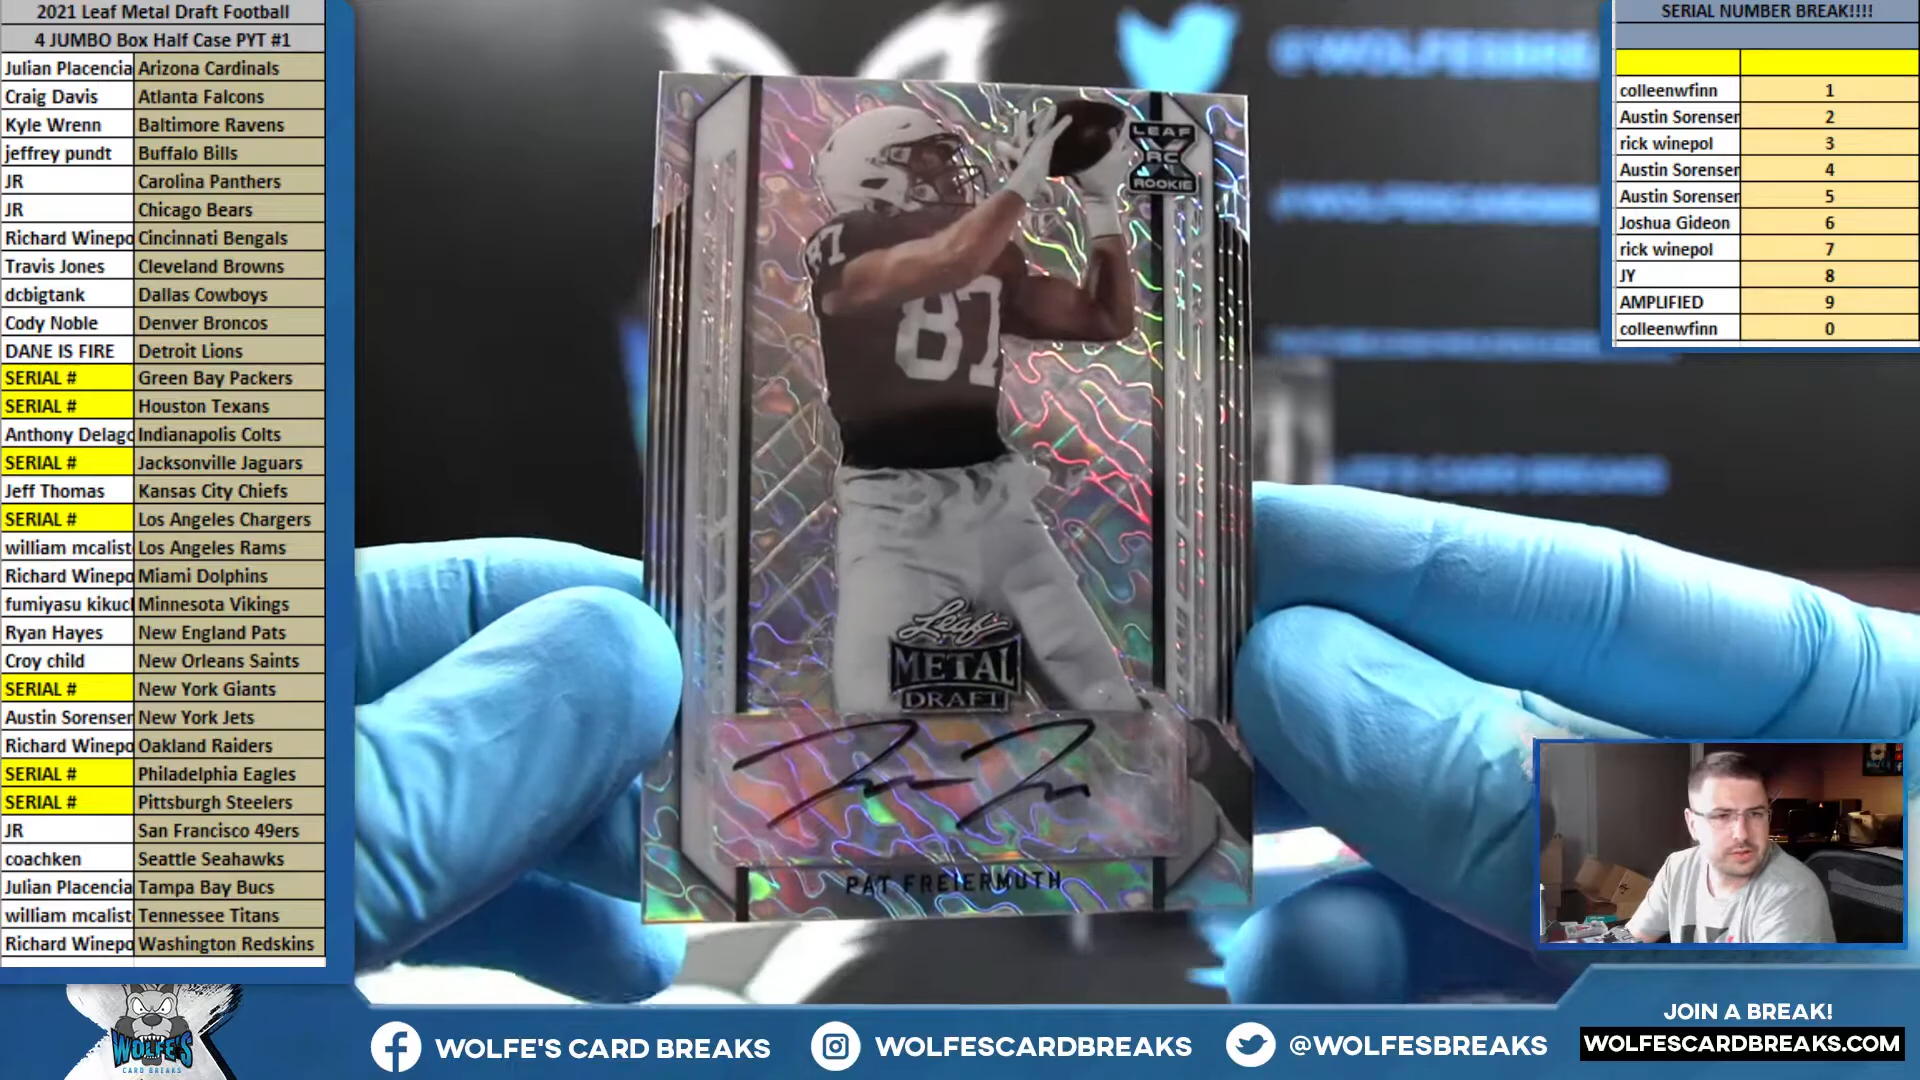 2021 Leaf Metal Draft Football
4 JUMBO Box Half Case PYT #1
Julian Placencia Arizona Cardinals
Craig Davis Atlanta Falcons
Kyle Wrenn Baltimore Ravens
jeffrey pundt Buffalo Bills
JR Carolina Panthers
JR Chicago Bears
Richard Winepo Cincinnati Bengals
Travis Jones Cleveland Browns
dcbigtank Dallas Cowboys
Cody Noble Denver Broncos
DANE IS FIRE Detroit Lions
SERIAL # Green Bay Packers
SERIAL # Houston Texans
Anthony Delago Indianapolis Colts
SERIAL # Jacksonville Jaguars
Jeff Thomas Kansas City Chiefs
SERIAL # Los Angeles Chargers
william mcalist Los Angeles Rams
Richard Winepo Miami Dolphins
fumiyasu kikuc Minnesota Vikings
Ryan Hayes New England Pats
Croy child New Orleans Saints
SERIAL # New York Giants
Austin Sorensen New York Jets
Richard Winepo Oakland Raiders
SERIAL # Philadelphia Eagles
SERIAL # Pittsburgh Steelers
JR San Francisco 49ers
coachken Seattle Seahawks
Julian Placencia Tampa Bay Bucs
william mcalist Tennessee Titans
Richard Winepo Washington Redskins
@WOLFESBRE
WOLFE'S CARD BREAKS
LEAF
RC
ROOKIE
87
87
Leaf
METAL
DRAFT
PAT FREIERMUTH
SERIAL NUMBER BREAK!!!!
colleenwfinn 1
Austin Sorensen 2
rick winepol 3
Austin Sorensen 4
Austin Sorensen 5
Joshua Gideon 6
rick winepol 7
JY 8
AMPLIFIED 9
colleenwfinn 0
WOLFE'S
CARD BREAKS
WOLFE'S CARD BREAKS
WOLFESCARDBREAKS
@WOLFESBREAKS
JOIN A BREAK!
WOLFESCARDBREAKS.COM